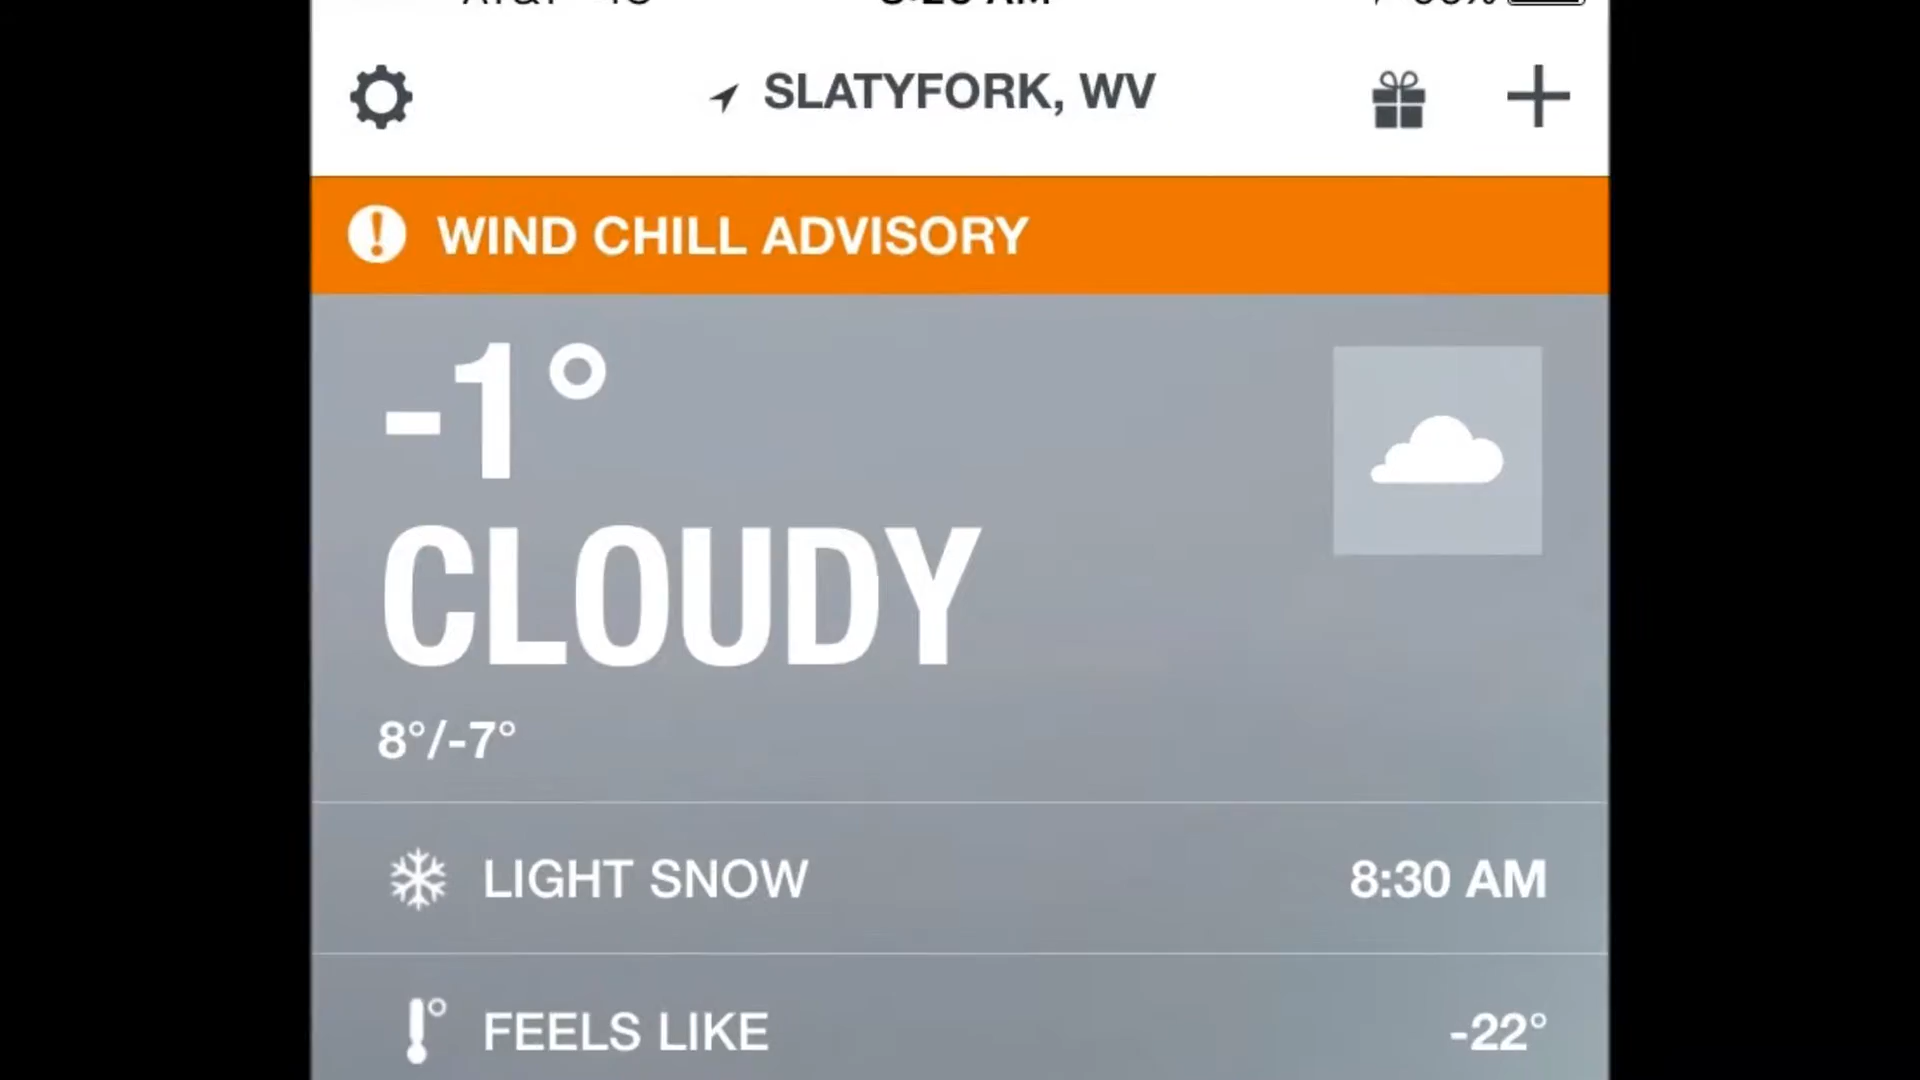 SLATYFORK, WV
WIND CHILL ADVISORY
-1°
CLOUDY
8°/-7°
LIGHT SNOW 8:30 AM
FEELS LIKE -22°